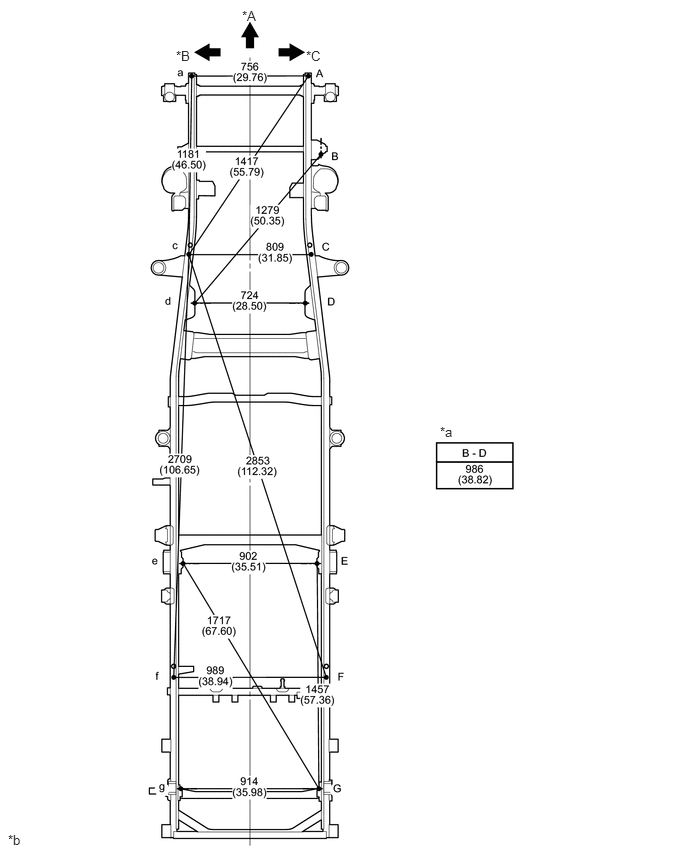 *A
*B
*C
756
(29.76)
a
A
B
1181
(46.50)
1417
(55.79)
1279
(50.35)
c
809
(31.85)
C
d
724
(28.50)
D
*a
B - D
986
(38.82)
2709
(106.65)
2853
(112.32)
e
902
(35.51)
E
1717
(67.60)
f
989
(38.94)
F
1457
(57.36)
g
914
(35.98)
G
*b